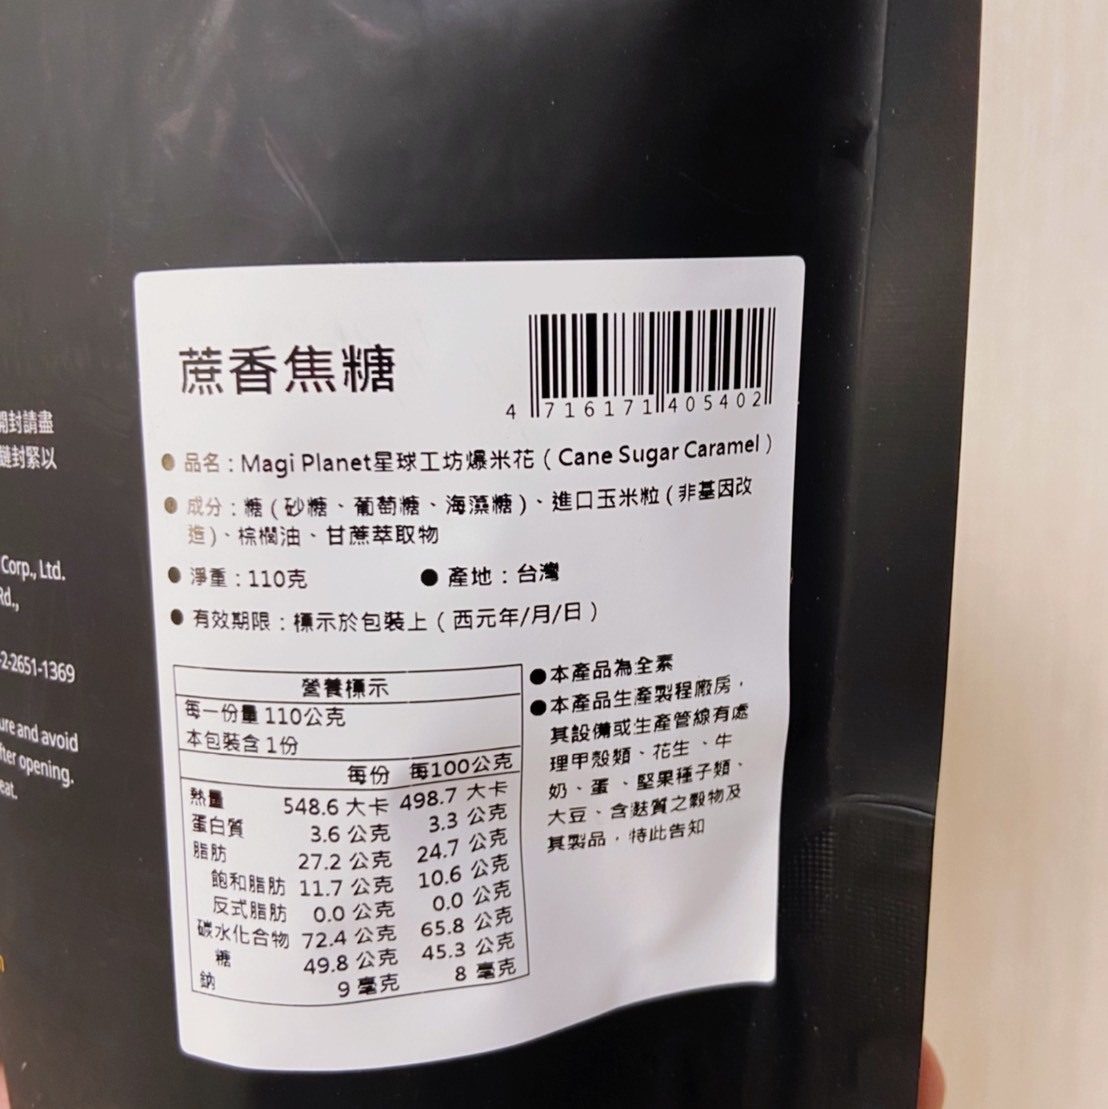 開封請盡
鏈封緊以
Corp., Ltd.
Rd.,
-2-2651-1369
ure and avoid
fter opening.
eat.
蔗香焦糖
4 716171 405402
● 品名：Magi Planet星球工坊爆米花（Cane Sugar Caramel）
● 成分：糖（砂糖、葡萄糖、海藻糖）、進口玉米粒（非基因改
造）、棕櫚油、甘蔗萃取物
● 淨重：110克 ● 產地：台灣
● 有效期限：標示於包裝上（西元年/月/日）
營養標示
每一份量 110公克
本包裝含 1份
每份 每100公克
熱量 548.6 大卡 498.7 大卡
蛋白質 3.6 公克 3.3 公克
脂肪 27.2 公克 24.7 公克
飽和脂肪 11.7 公克 10.6 公克
反式脂肪 0.0 公克 0.0 公克
碳水化合物 72.4 公克 65.8 公克
糖 49.8 公克 45.3 公克
鈉 9 毫克 8 毫克
●本產品為全素
●本產品生產製程廠房，
其設備或生產管線有處
理甲殼類、花生、牛
奶、蛋、堅果種子類、
大豆、含麩質之穀物及
其製品，特此告知